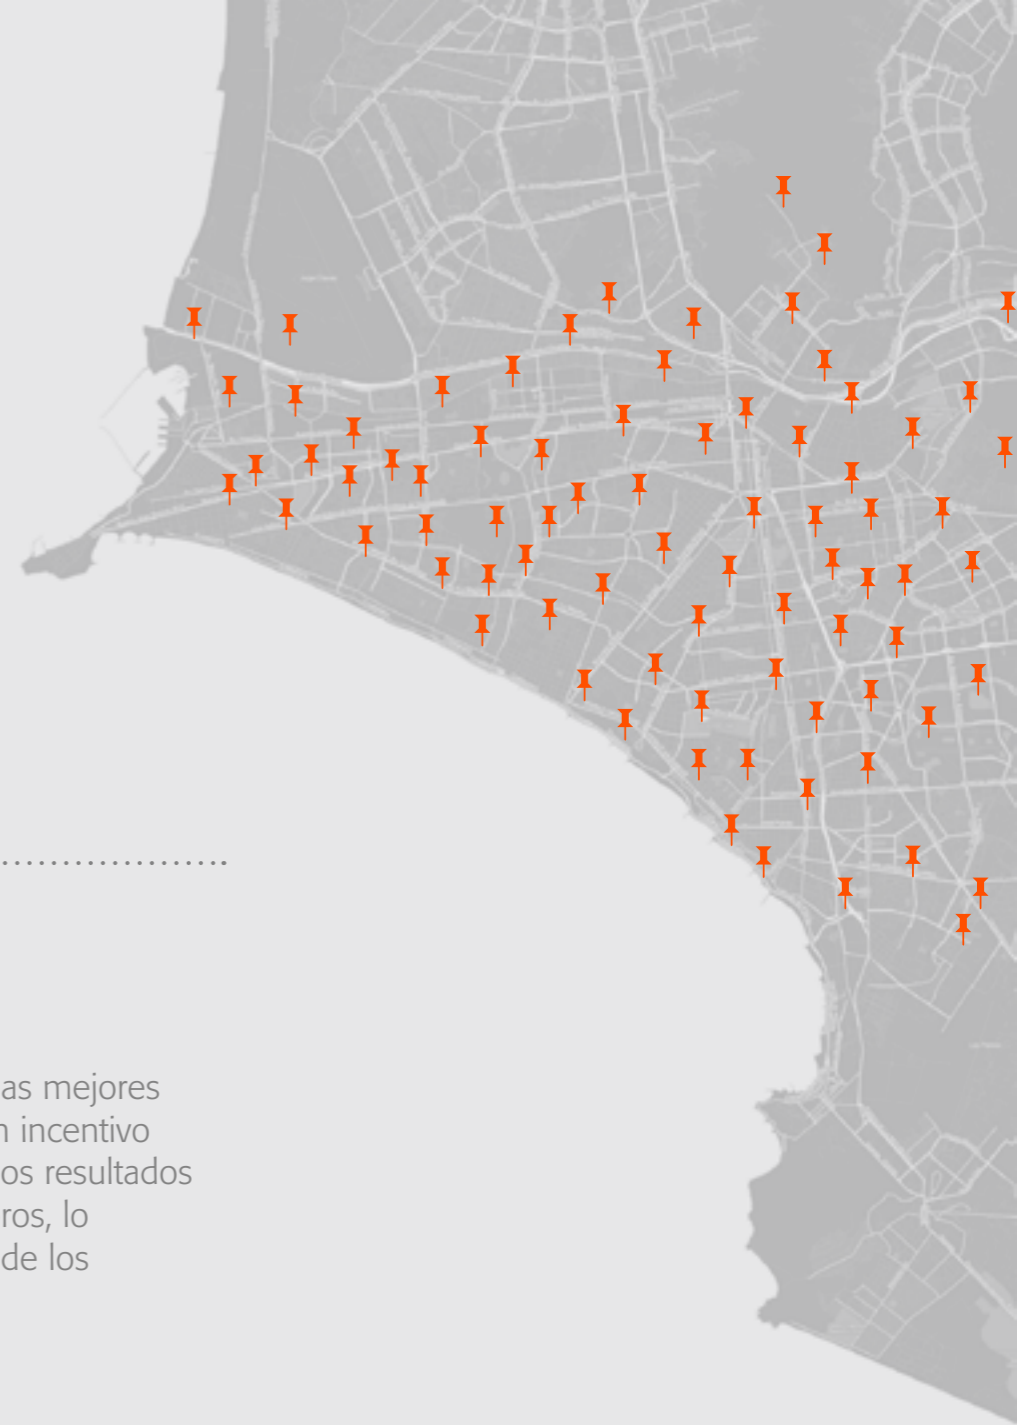 as mejores
n incentivo
os resultados
ros, lo
de los